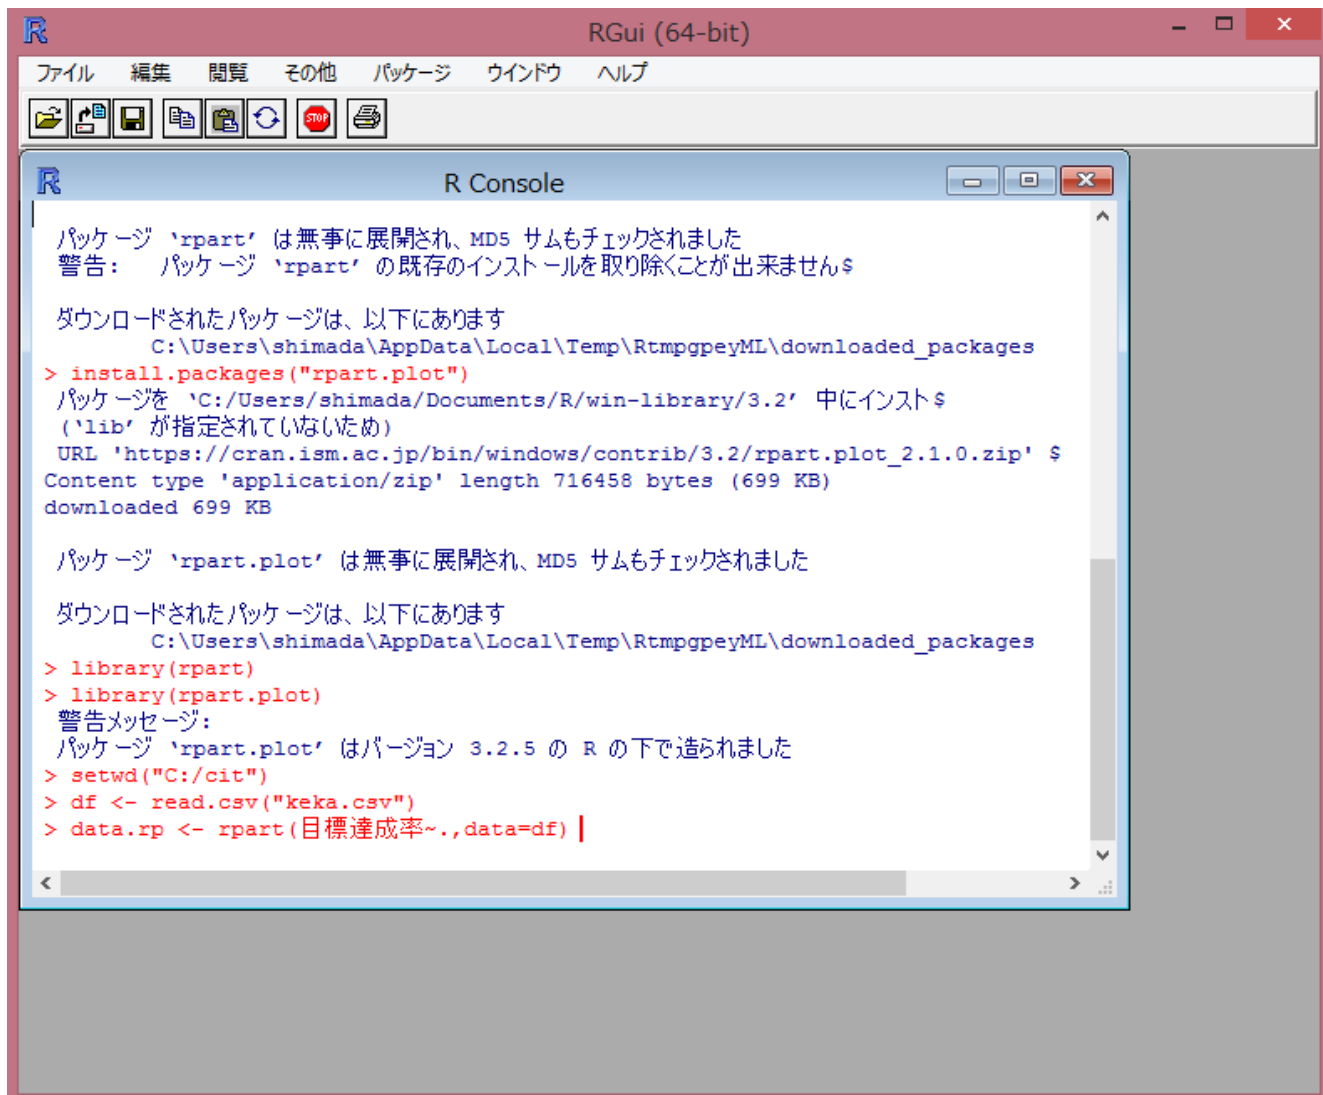 RGui (64-bit)
ファイル 編集 閲覧 その他 パッケージ ウインドウ ヘルプ
STOP
R Console
パッケージ ‘rpart’ は無事に展開され、MD5 サムもチェックされました
警告:  パッケージ ‘rpart’ の既存のインストールを取り除くことが出来ません$
ダウンロードされたパッケージは、以下にあります
C:\Users\shimada\AppData\Local\Temp\RtmpgpeyML\downloaded_packages
> install.packages("rpart.plot")
パッケージを ‘C:/Users/shimada/Documents/R/win-library/3.2’ 中にインスト$
(‘lib’ が指定されていないため)
URL 'https://cran.ism.ac.jp/bin/windows/contrib/3.2/rpart.plot_2.1.0.zip' $
Content type 'application/zip' length 716458 bytes (699 KB)
downloaded 699 KB
パッケージ ‘rpart.plot’ は無事に展開され、MD5 サムもチェックされました
ダウンロードされたパッケージは、以下にあります
C:\Users\shimada\AppData\Local\Temp\RtmpgpeyML\downloaded_packages
> library(rpart)
> library(rpart.plot)
警告メッセージ:
パッケージ ‘rpart.plot’ はバージョン 3.2.5 の R の下で造られました
> setwd("C:/cit")
> df <- read.csv("keka.csv")
> data.rp <- rpart(目標達成率~.,data=df)